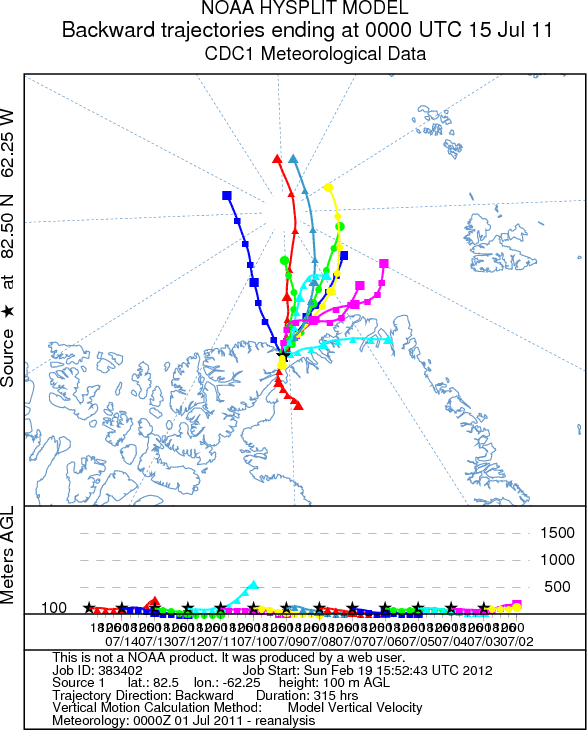 NOAA HYSPLIT MODEL
Backward trajectories ending at 0000 UTC 15 Jul 11
CDC1 Meteorological Data
Source ★ at 82.50 N 62.25 W
Meters AGL
1500
1000
500
100
07/14 07/13 07/12 07/11 07/10 07/09 07/08 07/07 07/06 07/05 07/04 07/03 07/02
This is not a NOAA product. It was produced by a web user.
Job ID: 383402 Job Start: Sun Feb 19 15:52:43 UTC 2012
Source 1 lat.: 82.5 lon.: -62.25 height: 100 m AGL
Trajectory Direction: Backward Duration: 315 hrs
Vertical Motion Calculation Method: Model Vertical Velocity
Meteorology: 0000Z 01 Jul 2011 - reanalysis